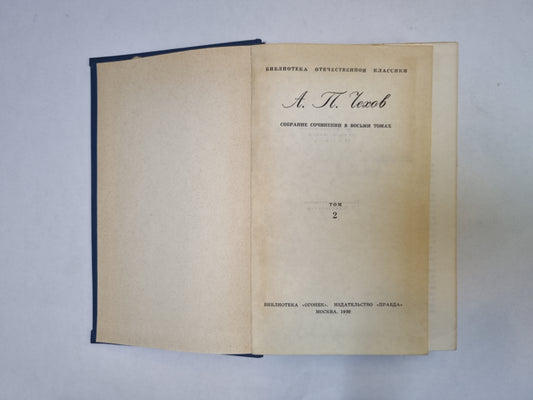 БИБЛИОТЕКА ОТЕЧЕСТВЕННОЙ КЛАССИКИ
А. П. Чехов
СОБРАНИЕ СОЧИНЕНИЙ В ВОСЬМИ ТОМАХ
ТОМ
2
БИБЛИОТЕКА «ОГОНЕК». ИЗДАТЕЛЬСТВО «ПРАВДА»
МОСКВА.